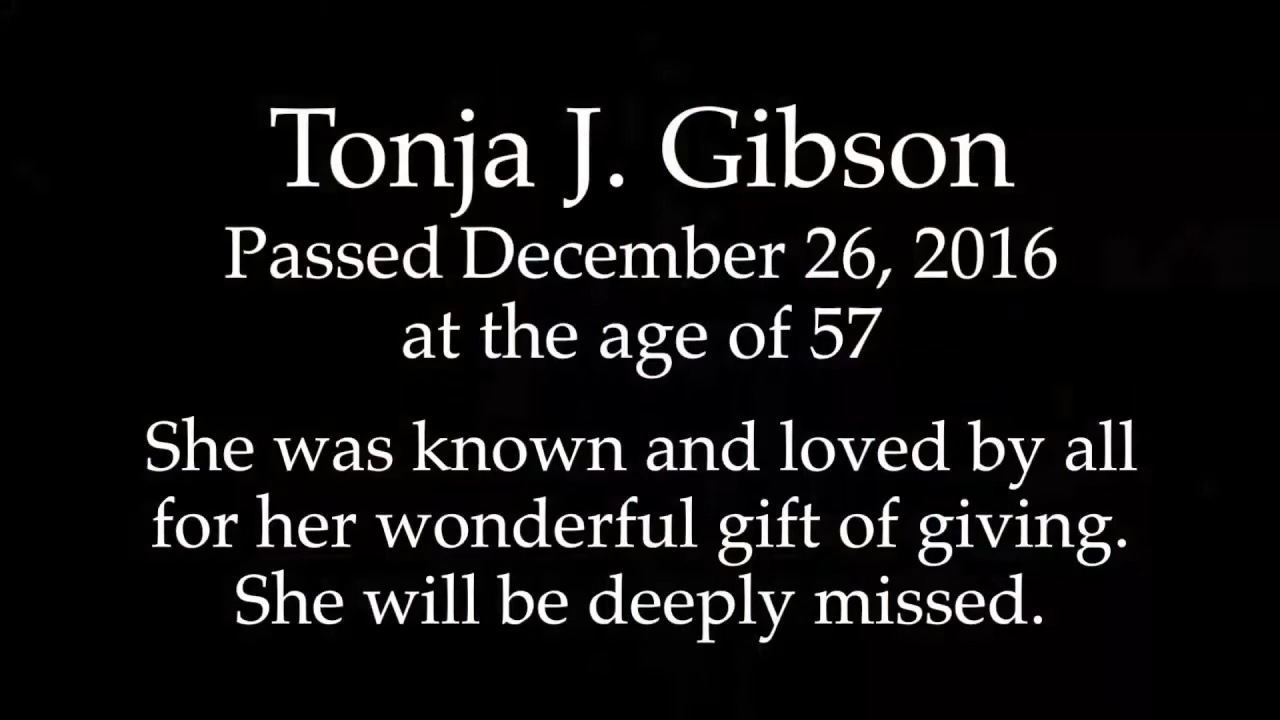 Tonja J. Gibson
Passed December 26, 2016
at the age of 57
She was known and loved by all
for her wonderful gift of giving.
She will be deeply missed.